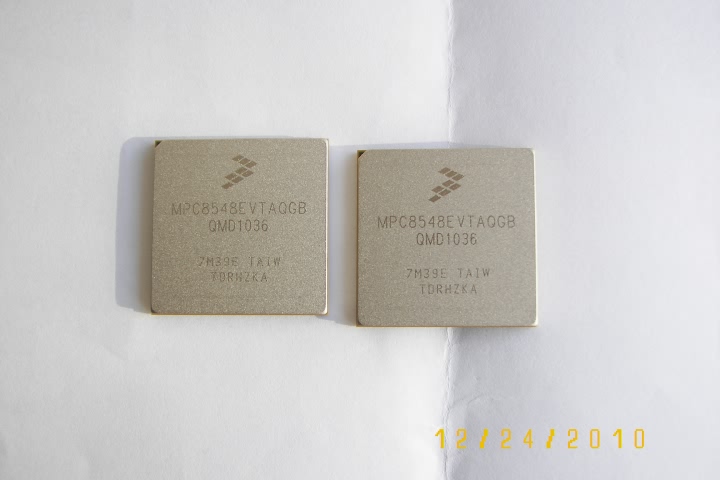 MPC8548EVTAQGB
QMD1036
7M39E TAIW
TDRHZKA
MPC8548EVTAQGB
QMD1036
7M39E TAIW
TDRHZKA
12/24/2010